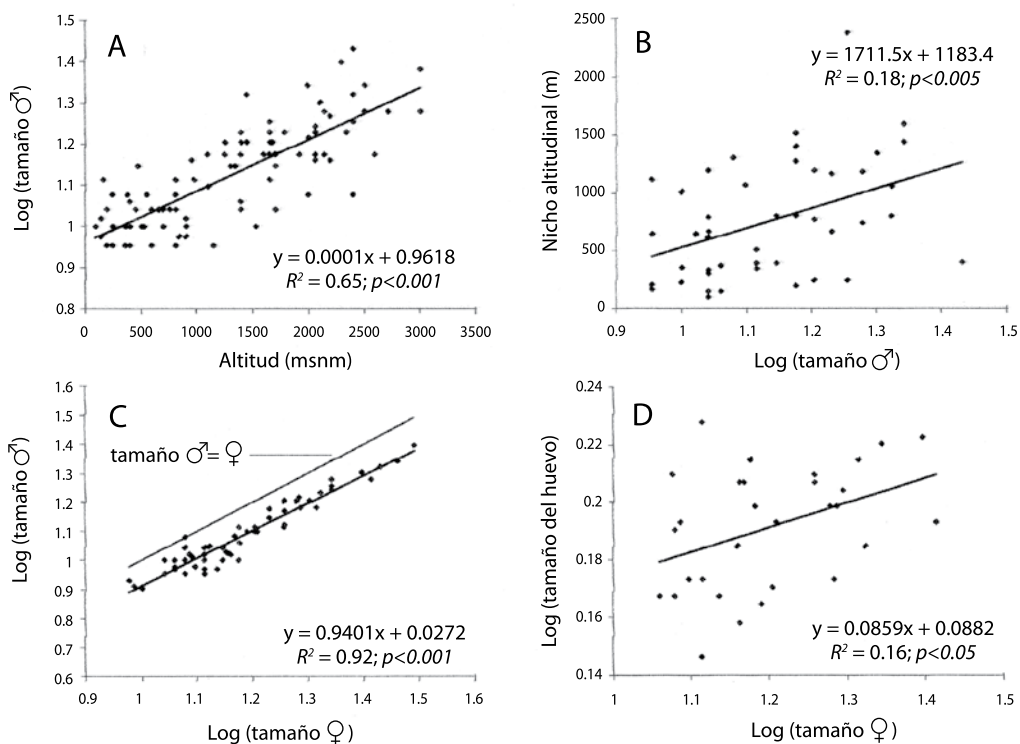 A
1.5
1.4
1.3
1.2
1.1
1
0.9
0.8
Log (tamaño ♂)
y = 0.0001x + 0.9618
R² = 0.65; p<0.001
0 500 1000 1500 2000 2500 3000 3500
Altitud (msnm)
B
2500
2000
1500
1000
500
0
Nicho altitudinal (m)
y = 1711.5x + 1183.4
R² = 0.18; p<0.005
0.9 1 1.1 1.2 1.3 1.4 1.5
Log (tamaño ♂)
C
1.6
1.5
1.4
1.3
1.2
1.1
1
0.9
0.8
0.7
0.6
Log (tamaño ♂)
tamaño ♂= ♀
y = 0.9401x + 0.0272
R² = 0.92; p<0.001
0.9 1 1.1 1.2 1.3 1.4 1.5 1.6
Log (tamaño ♀)
D
0.24
0.22
0.2
0.18
0.16
0.14
Log (tamaño del huevo)
y = 0.0859x + 0.0882
R² = 0.16; p<0.05
1 1.1 1.2 1.3 1.4 1.5
Log (tamaño ♀)